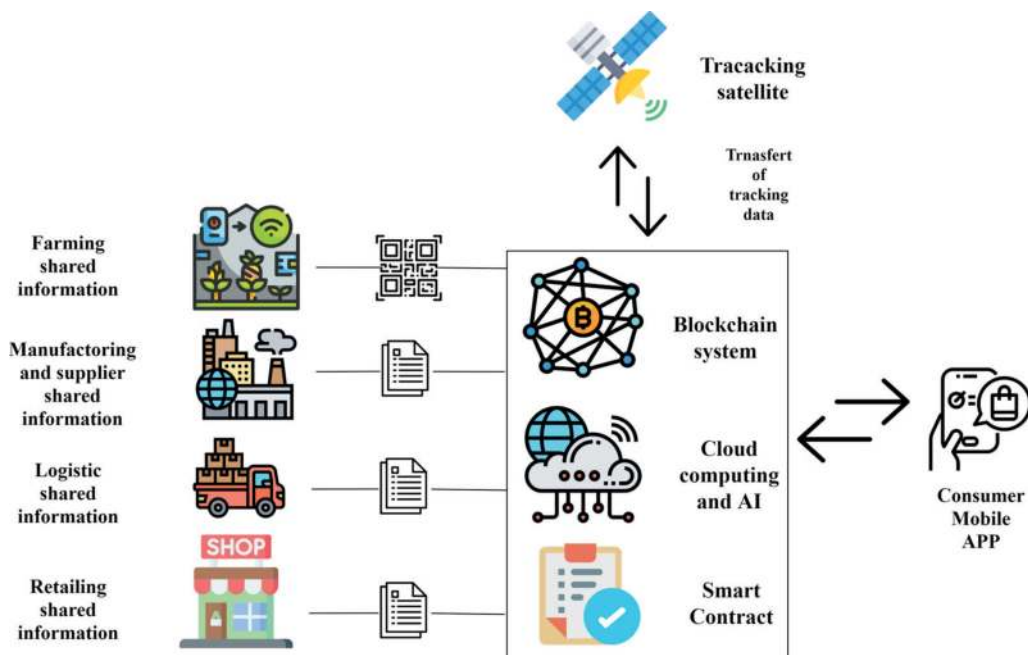 Tracacking
satellite
Trnasfert
of
tracking
data
Farming
shared
information
Manufactoring
and supplier
shared
information
Logistic
shared
information
SHOP
Retailing
shared
information
Blockchain
system
Cloud
computing
and AI
Smart
Contract
Consumer
Mobile
APP